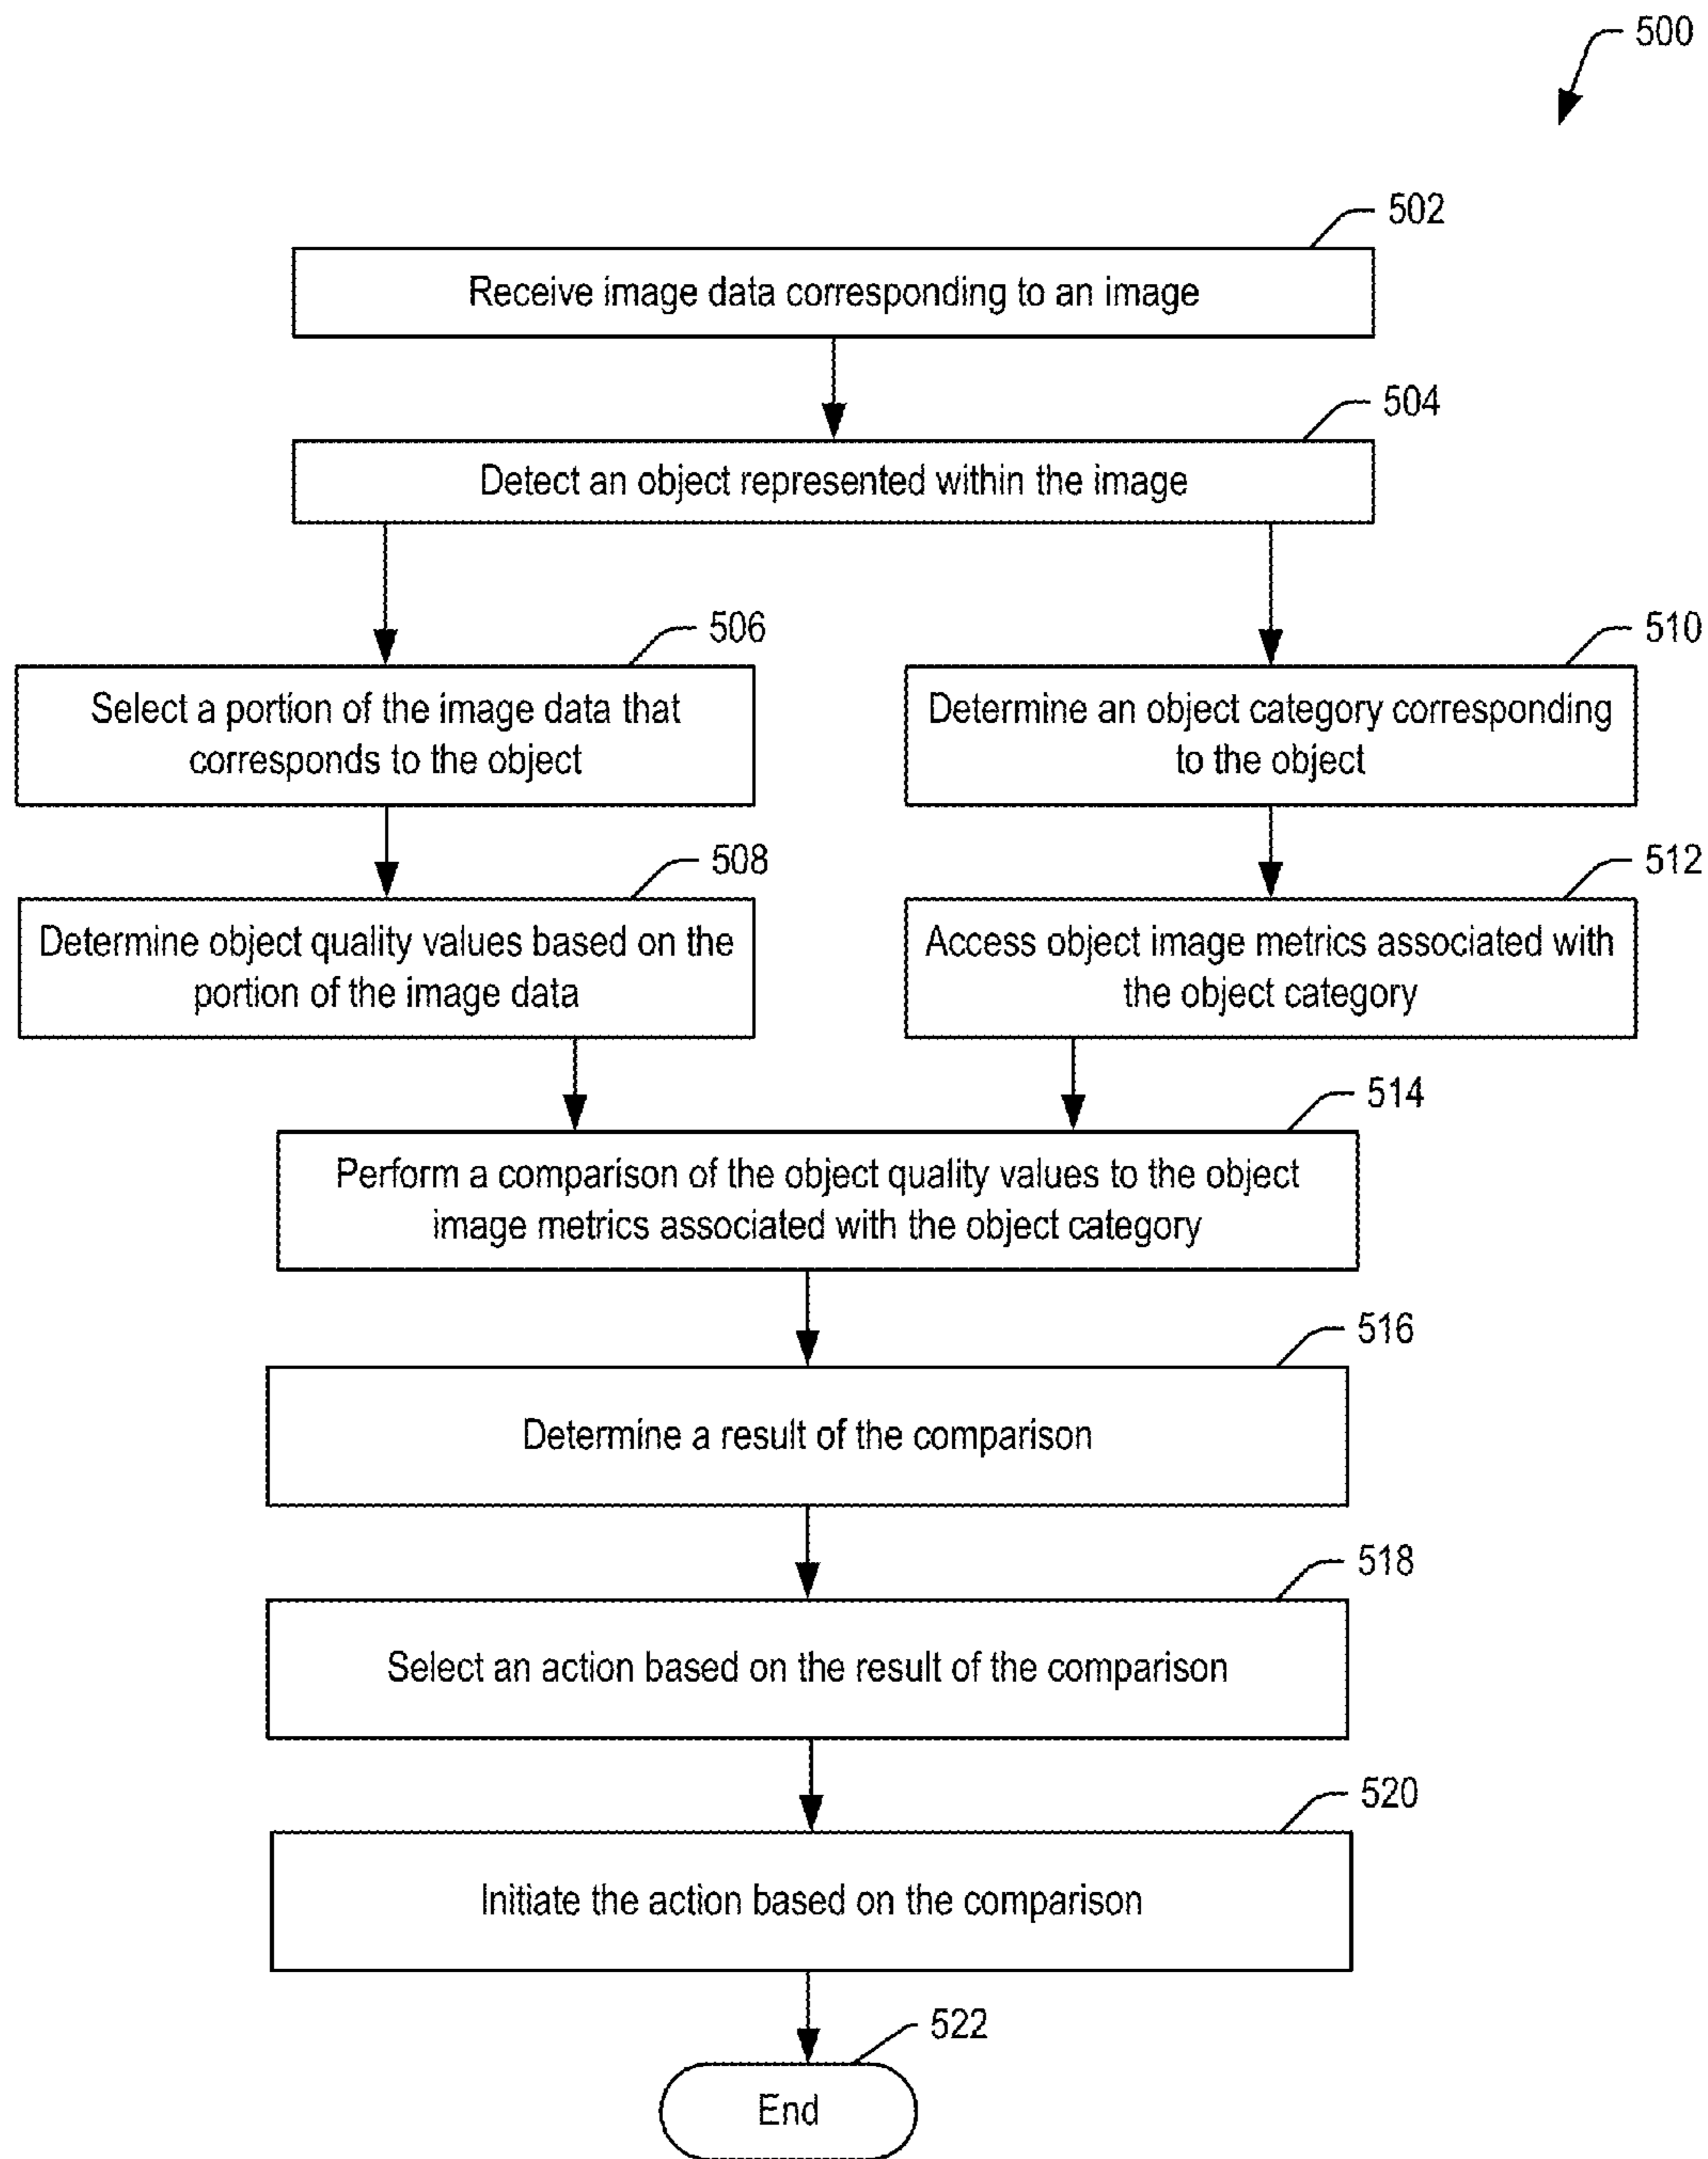 500
502
Receive image data corresponding to an image
504
Detect an object represented within the image
506
Select a portion of the image data that
corresponds to the object
510
Determine an object category corresponding
to the object
508
Determine object quality values based on the
portion of the image data
512
Access object image metrics associated with
the object category
514
Perform a comparison of the object quality values to the object
image metrics associated with the object category
516
Determine a result of the comparison
518
Select an action based on the result of the comparison
520
Initiate the action based on the comparison
522
End